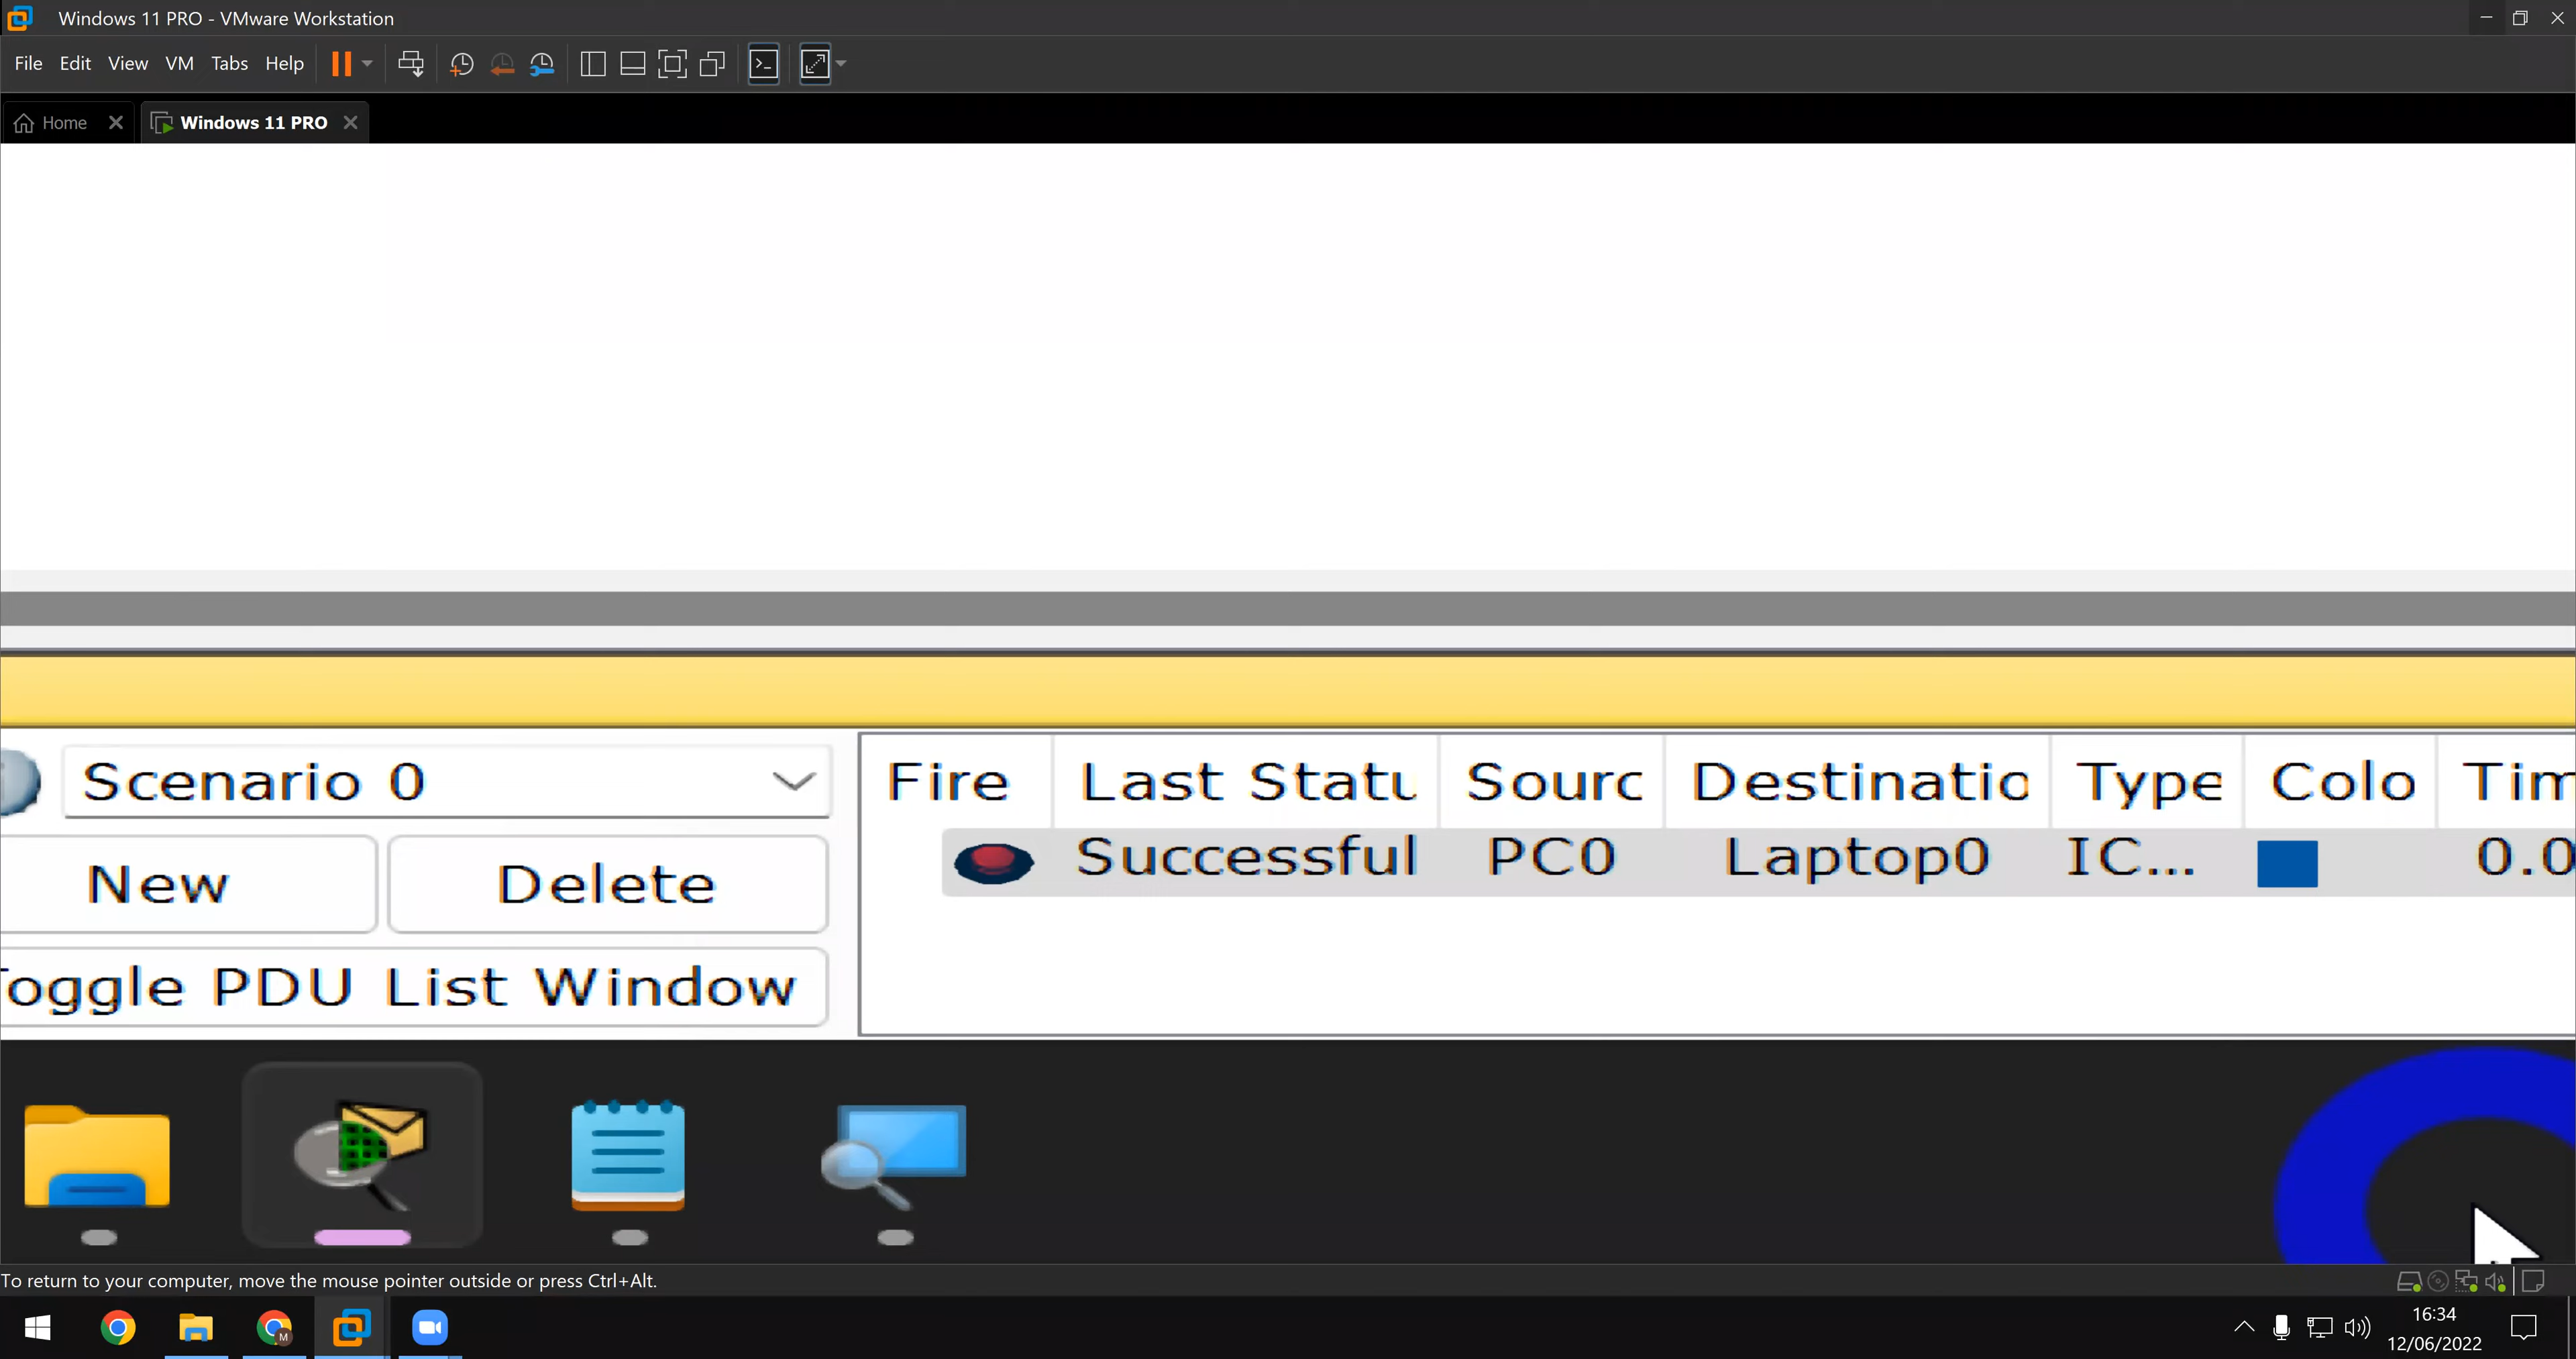 Windows 11 PRO - VMware Workstation
File Edit View VM Tabs Help
Home Windows 11 PRO
Scenario 0
New Delete
Toggle PDU List Window
Fire Last Statu Sourc Destinatio Type Colo Tim
Successful PC0 Laptop0 IC... 0.0
To return to your computer, move the mouse pointer outside or press Ctrl+Alt.
M
16:34
12/06/2022